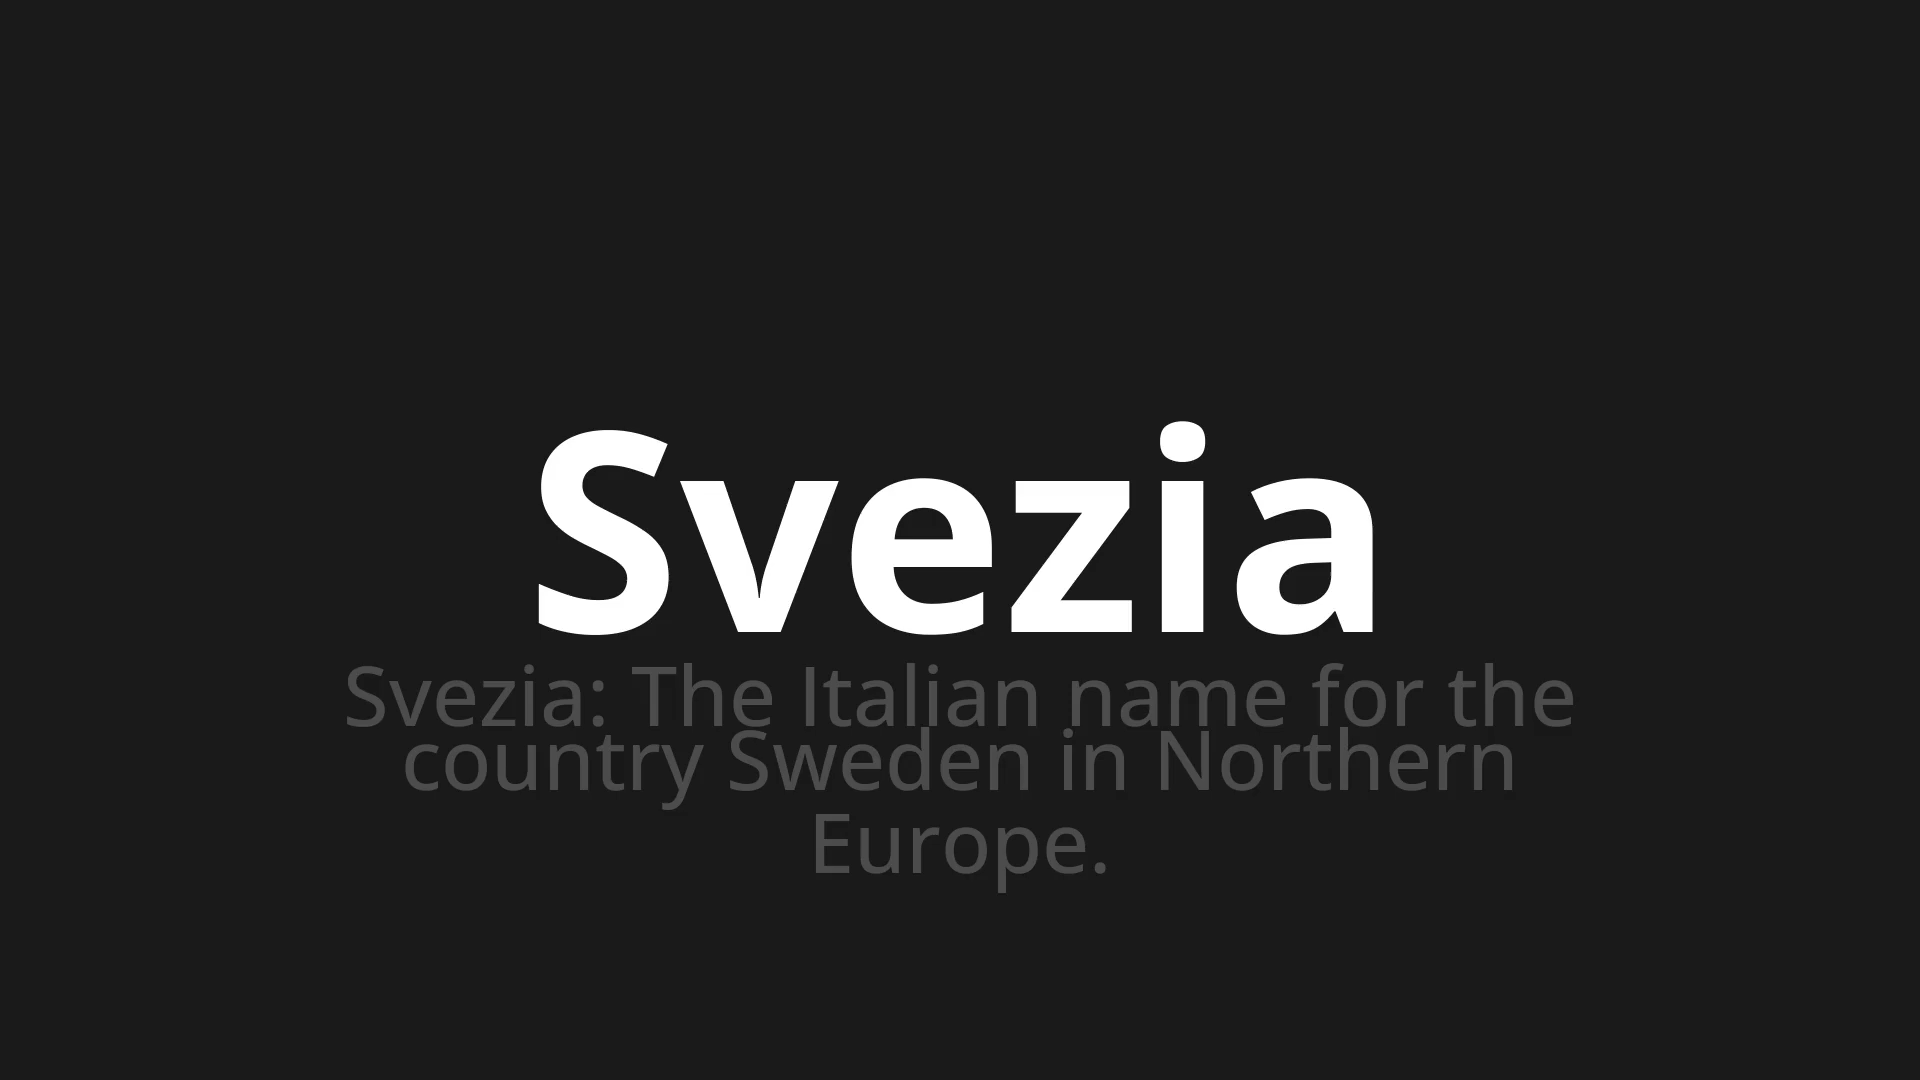 Svezia
Svezia: The Italian name for the
country Sweden in Northern
Europe.